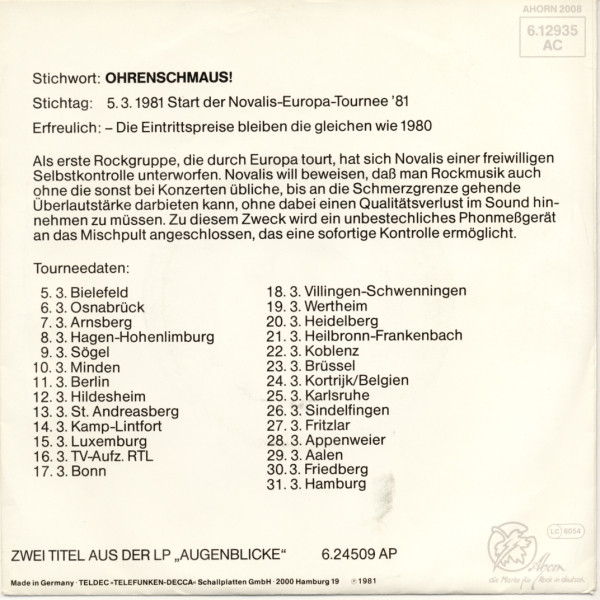 AHORN 2008
6.12935
AC
Stichwort: OHRENSCHMAUS!
Stichtag: 5. 3. 1981 Start der Novalis-Europa-Tournee '81
Erfreulich: – Die Eintrittspreise bleiben die gleichen wie 1980
Als erste Rockgruppe, die durch Europa tourt, hat sich Novalis einer freiwilligen
Selbstkontrolle unterworfen. Novalis will beweisen, daß man Rockmusik auch
ohne die sonst bei Konzerten übliche, bis an die Schmerzgrenze gehende
Überlautstärke darbieten kann, ohne dabei einen Qualitätsverlust im Sound hin-
nehmen zu müssen. Zu diesem Zweck wird ein unbestechliches Phonmeßgerät
an das Mischpult angeschlossen, das eine sofortige Kontrolle ermöglicht.
Tourneedaten:
5. 3. Bielefeld
6. 3. Osnabrück
7. 3. Arnsberg
8. 3. Hagen-Hohenlimburg
9. 3. Sögel
10. 3. Minden
11. 3. Berlin
12. 3. Hildesheim
13. 3. St. Andreasberg
14. 3. Kamp-Lintfort
15. 3. Luxemburg
16. 3. TV-Aufz. RTL
17. 3. Bonn
18. 3. Villingen-Schwenningen
19. 3. Wertheim
20. 3. Heidelberg
21. 3. Heilbronn-Frankenbach
22. 3. Koblenz
23. 3. Brüssel
24. 3. Kortrijk/Belgien
25. 3. Karlsruhe
26. 3. Sindelfingen
27. 3. Fritzlar
28. 3. Appenweier
29. 3. Aalen
30. 3. Friedberg
31. 3. Hamburg
LC 6054
ZWEI TITEL AUS DER LP „AUGENBLICKE“ 6.24509 AP
Ahorn
die Marke für Rock in deutsch
Made in Germany · TELDEC »TELEFUNKEN-DECCA« Schallplatten GmbH · 2000 Hamburg 19 ℗ 1981